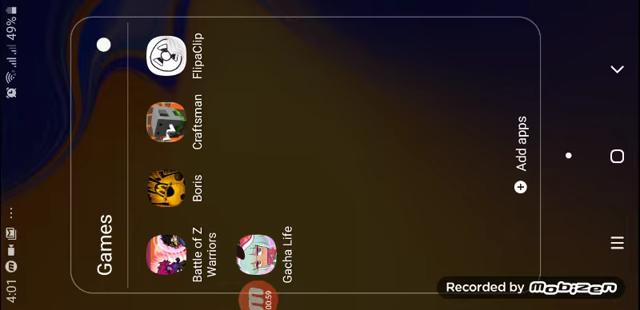 4:01
49%
Games
Battle of Z
Warriors
Boris
Craftsman
FlipaClip
Gacha Life
Add apps
00:59
Recorded by
mobizen